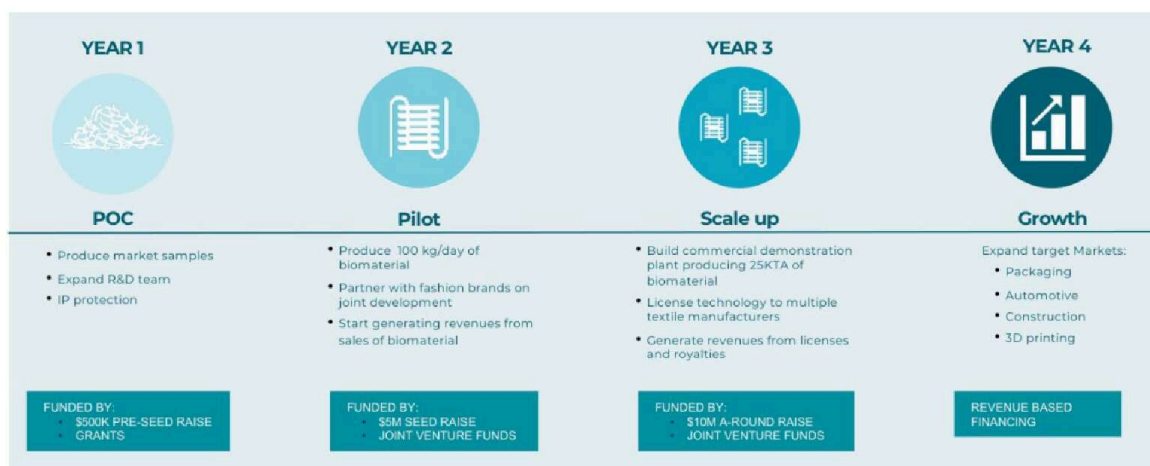 YEAR 1
POC
Produce market samples
Expand R&D team
IP protection
FUNDED BY:
$500K PRE-SEED RAISE
GRANTS
YEAR 2
Pilot
Produce 100 kg/day of
biomaterial
Partner with fashion brands on
joint development
Start generating revenues from
sales of biomaterial
FUNDED BY:
$5M SEED RAISE
JOINT VENTURE FUNDS
YEAR 3
Scale up
Build commercial demonstration
plant producing 25KTA of
biomaterial
License technology to multiple
textile manufacturers
Generate revenues from licenses
and royalties
FUNDED BY:
$10M A-ROUND RAISE
JOINT VENTURE FUNDS
YEAR 4
Growth
Expand target Markets:
Packaging
Automotive
Construction
3D printing
REVENUE BASED
FINANCING